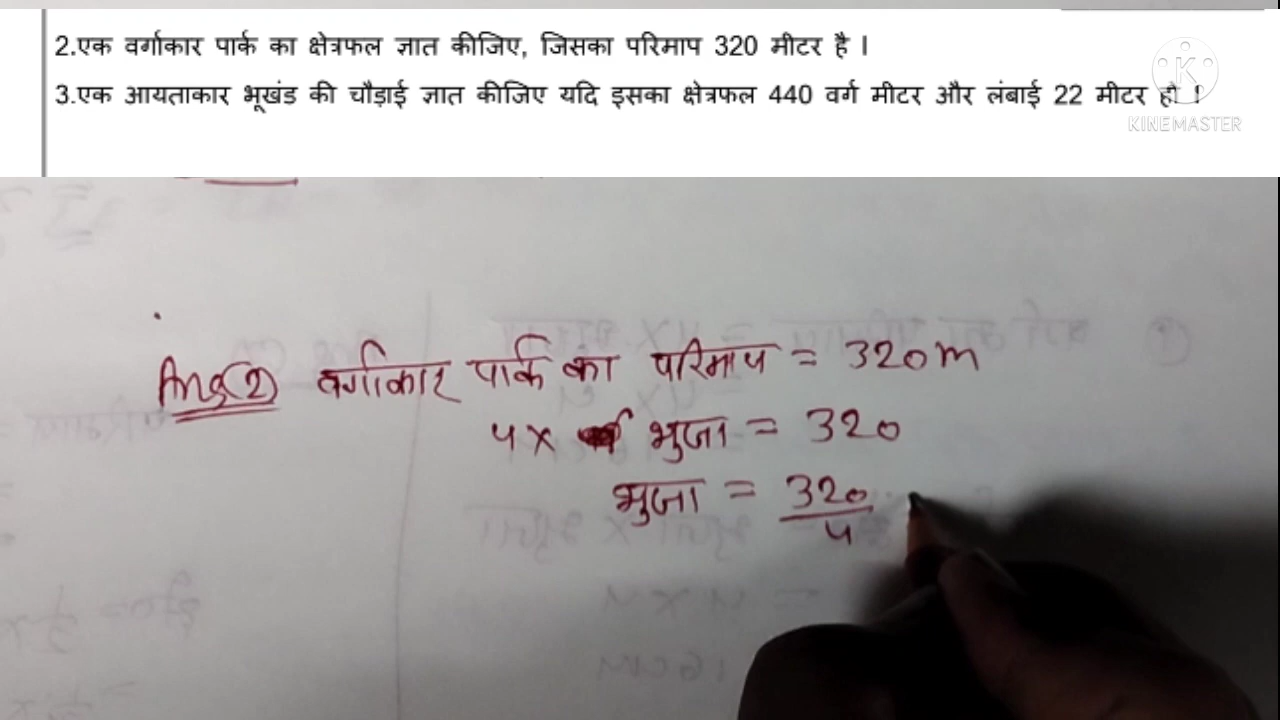 2.एक वर्गाकार पार्क का क्षेत्रफल ज्ञात कीजिए, जिसका परिमाप 320 मीटर है ।
3.एक आयताकार भूखंड की चौड़ाई ज्ञात कीजिए यदि इसका क्षेत्रफल 440 वर्ग मीटर और लंबाई 22 मीटर हो ।
K
KINEMASTER
Ans(2) वर्गाकार पार्क का परिमाप = 320m
4x भुजा = 320
भुजा = 320/4